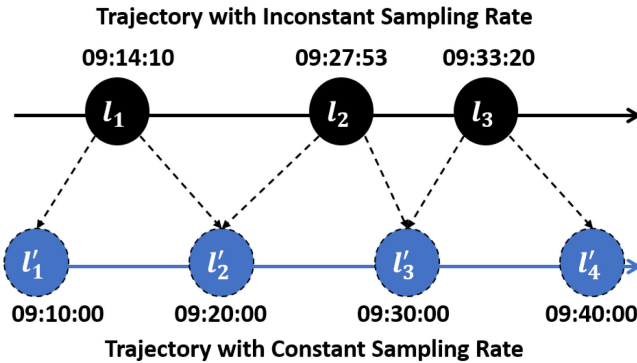 Trajectory with Inconstant Sampling Rate
09:14:10 09:27:53 09:33:20
l₁ l₂ l₃
l′₁ l′₂ l′₃ l′₄
09:10:00 09:20:00 09:30:00 09:40:00
Trajectory with Constant Sampling Rate